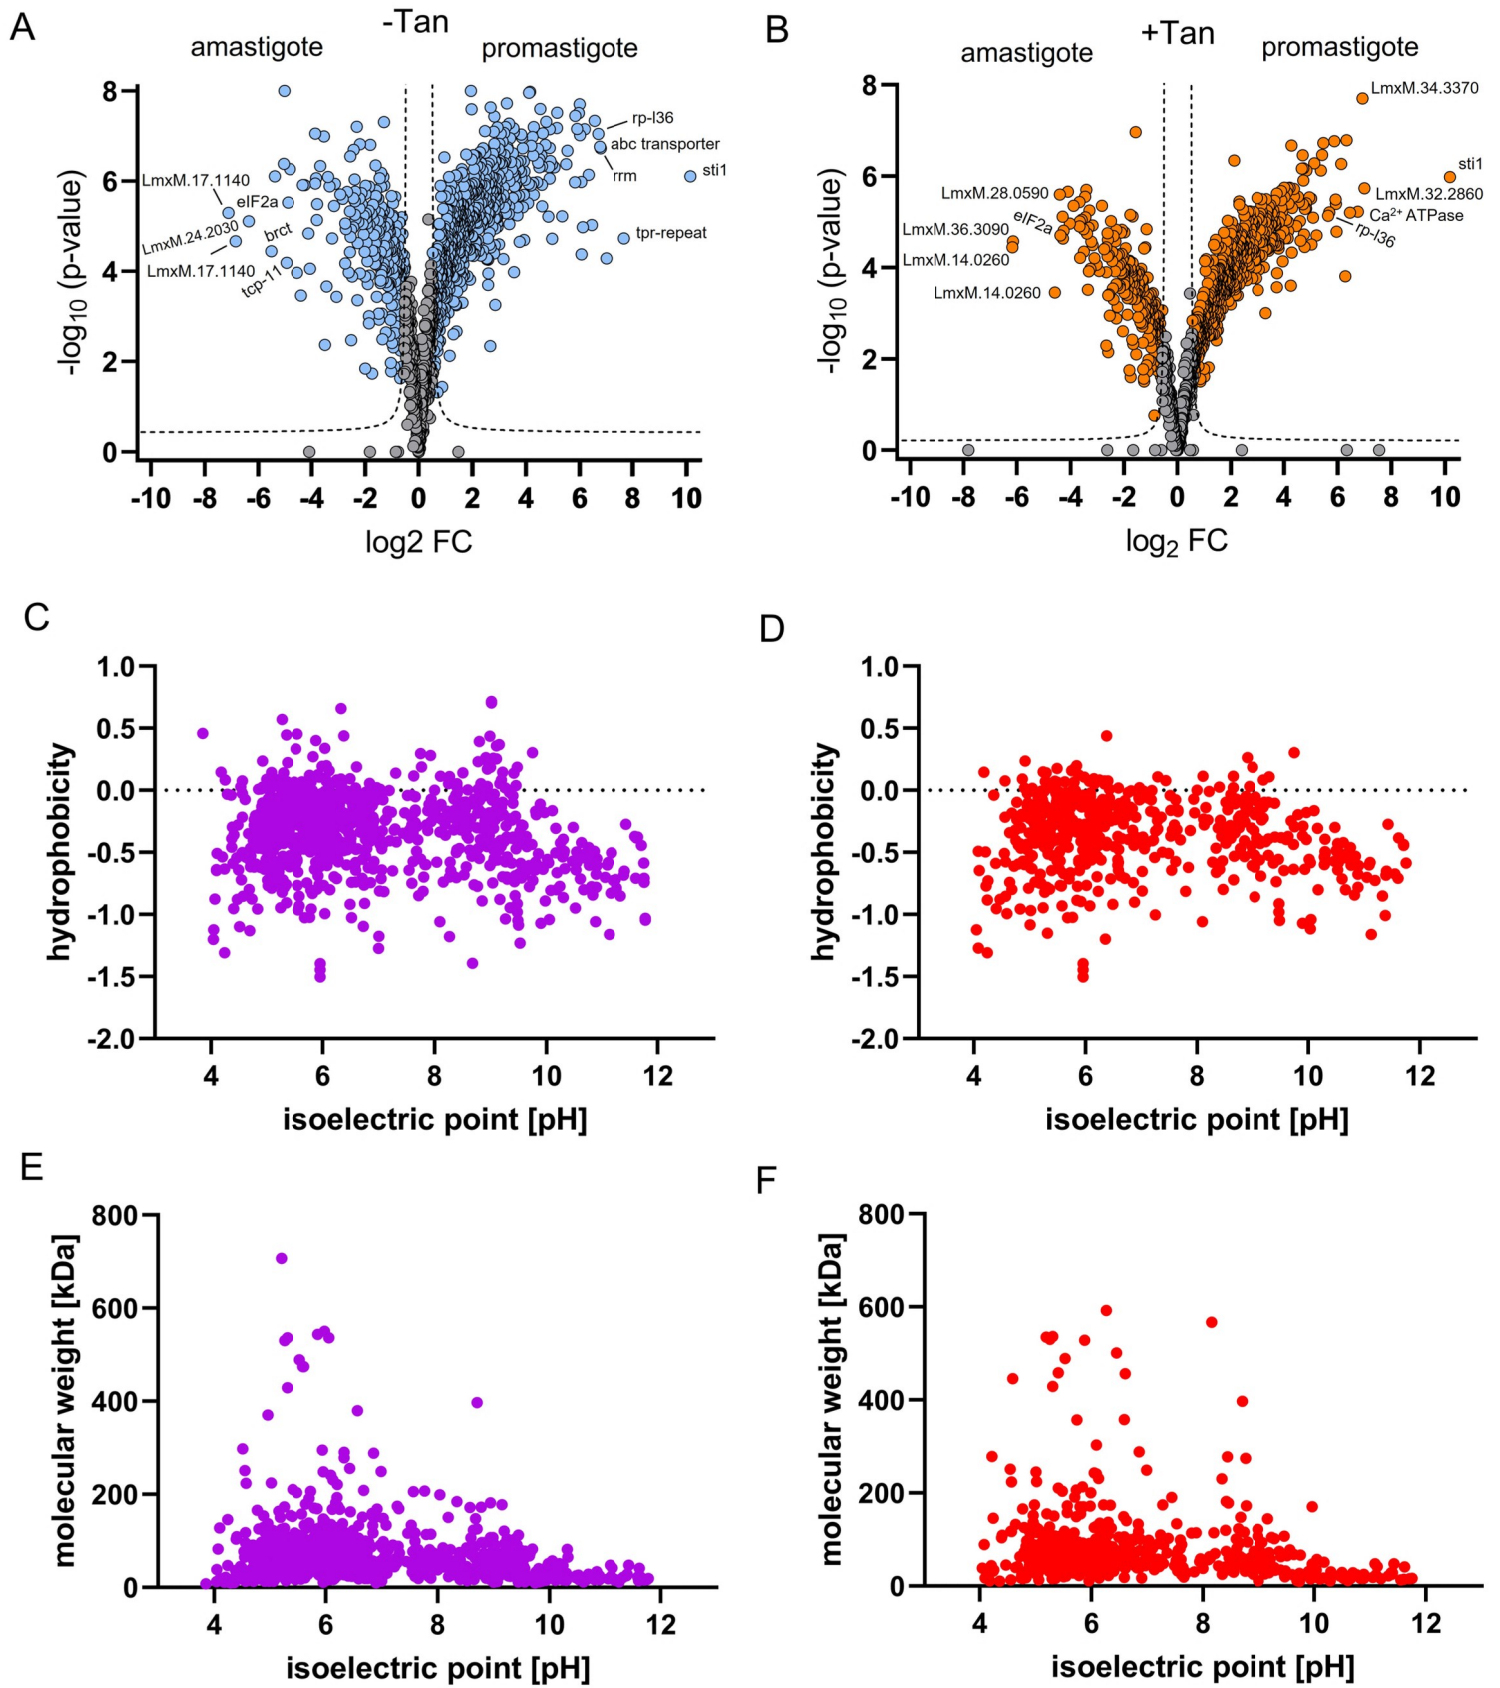 A
-Tan
amastigote
promastigote
8
6
4
2
0
-log10 (p-value)
rp-l36
abc transporter
rrm
sti1
tpr-repeat
LmxM.17.1140
eIF2a
LmxM.24.2030
brct
LmxM.17.1140
tcp-11
-10 -8 -6 -4 -2 0 2 4 6 8 10
log2 FC
B
+Tan
amastigote
promastigote
8
6
4
2
0
-log10 (p-value)
LmxM.34.3370
sti1
LmxM.32.2860
Ca2+ ATPase
rp-l36
LmxM.28.0590
eIF2a
LmxM.36.3090
LmxM.14.0260
LmxM.14.0260
-10 -8 -6 -4 -2 0 2 4 6 8 10
log2 FC
C
1.0
0.5
0.0
-0.5
-1.0
-1.5
-2.0
hydrophobicity
4 6 8 10 12
isoelectric point [pH]
D
1.0
0.5
0.0
-0.5
-1.0
-1.5
-2.0
hydrophobicity
4 6 8 10 12
isoelectric point [pH]
E
800
600
400
200
0
molecular weight [kDa]
4 6 8 10 12
isoelectric point [pH]
F
800
600
400
200
0
molecular weight [kDa]
4 6 8 10 12
isoelectric point [pH]